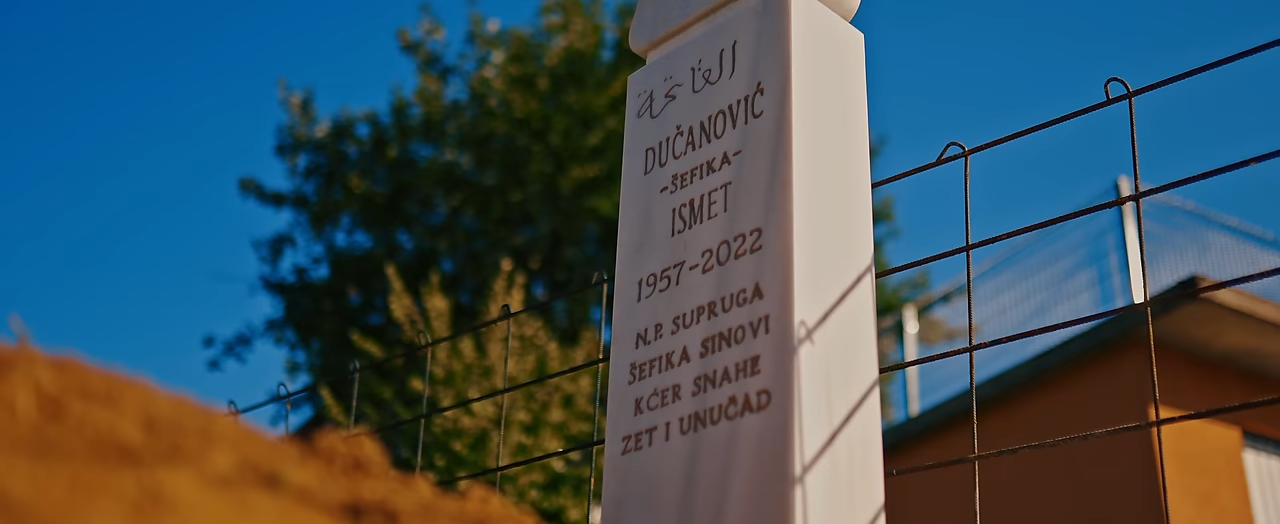 الفاتحة
DUČANOVIĆ
-ŠEFIKA-
ISMET
1957-2022
N.P. SUPRUGA
ŠEFIKA SINOVI
KĆER SNAHE
ZET I UNUČAD